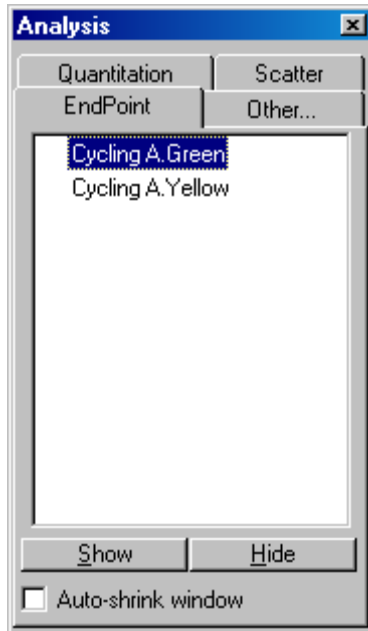 Analysis
Quantitation Scatter
EndPoint Other...
Cycling A.Green
Cycling A.Yellow
Show Hide
Auto-shrink window